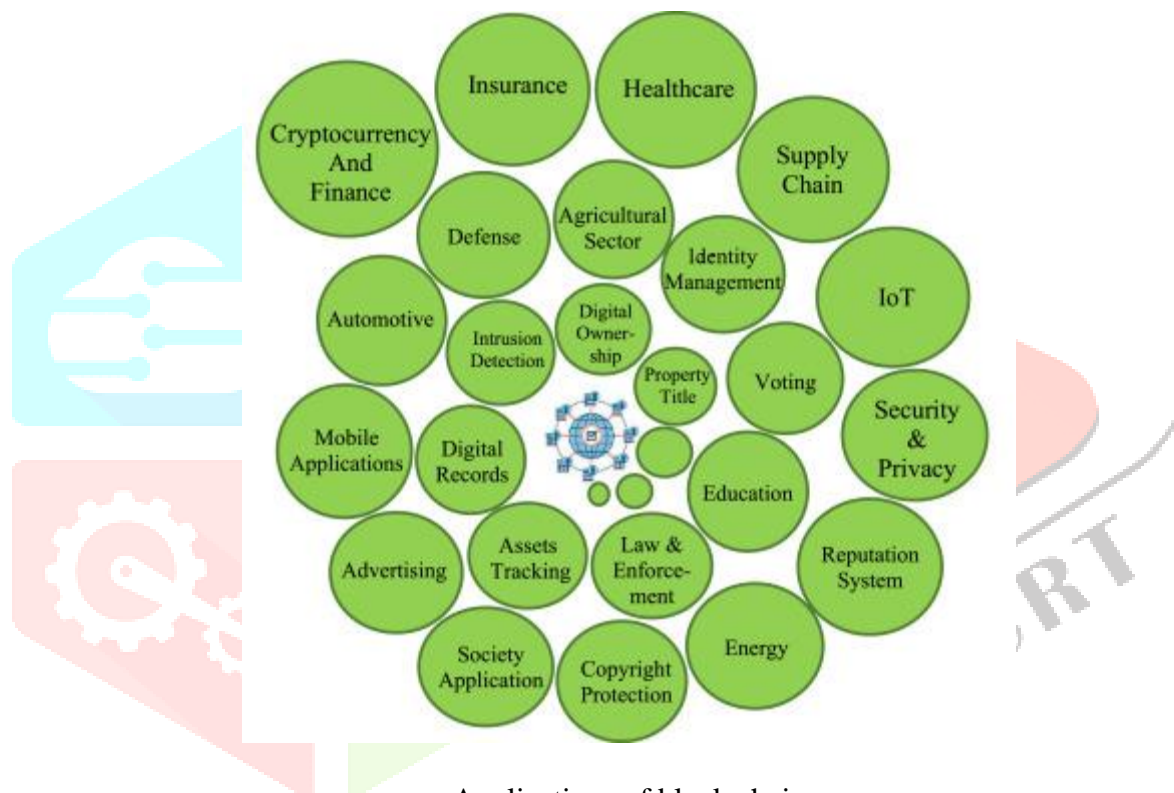 Insurance
Healthcare
Cryptocurrency
And
Finance
Supply
Chain
Defense
Agricultural
Sector
Identity
Management
IoT
Automotive
Intrusion
Detection
Digital
Owner-
ship
Property
Title
Voting
Security
&
Privacy
Mobile
Applications
Digital
Records
Education
Advertising
Assets
Tracking
Law &
Enforce-
ment
Reputation
System
Society
Application
Copyright
Protection
Energy